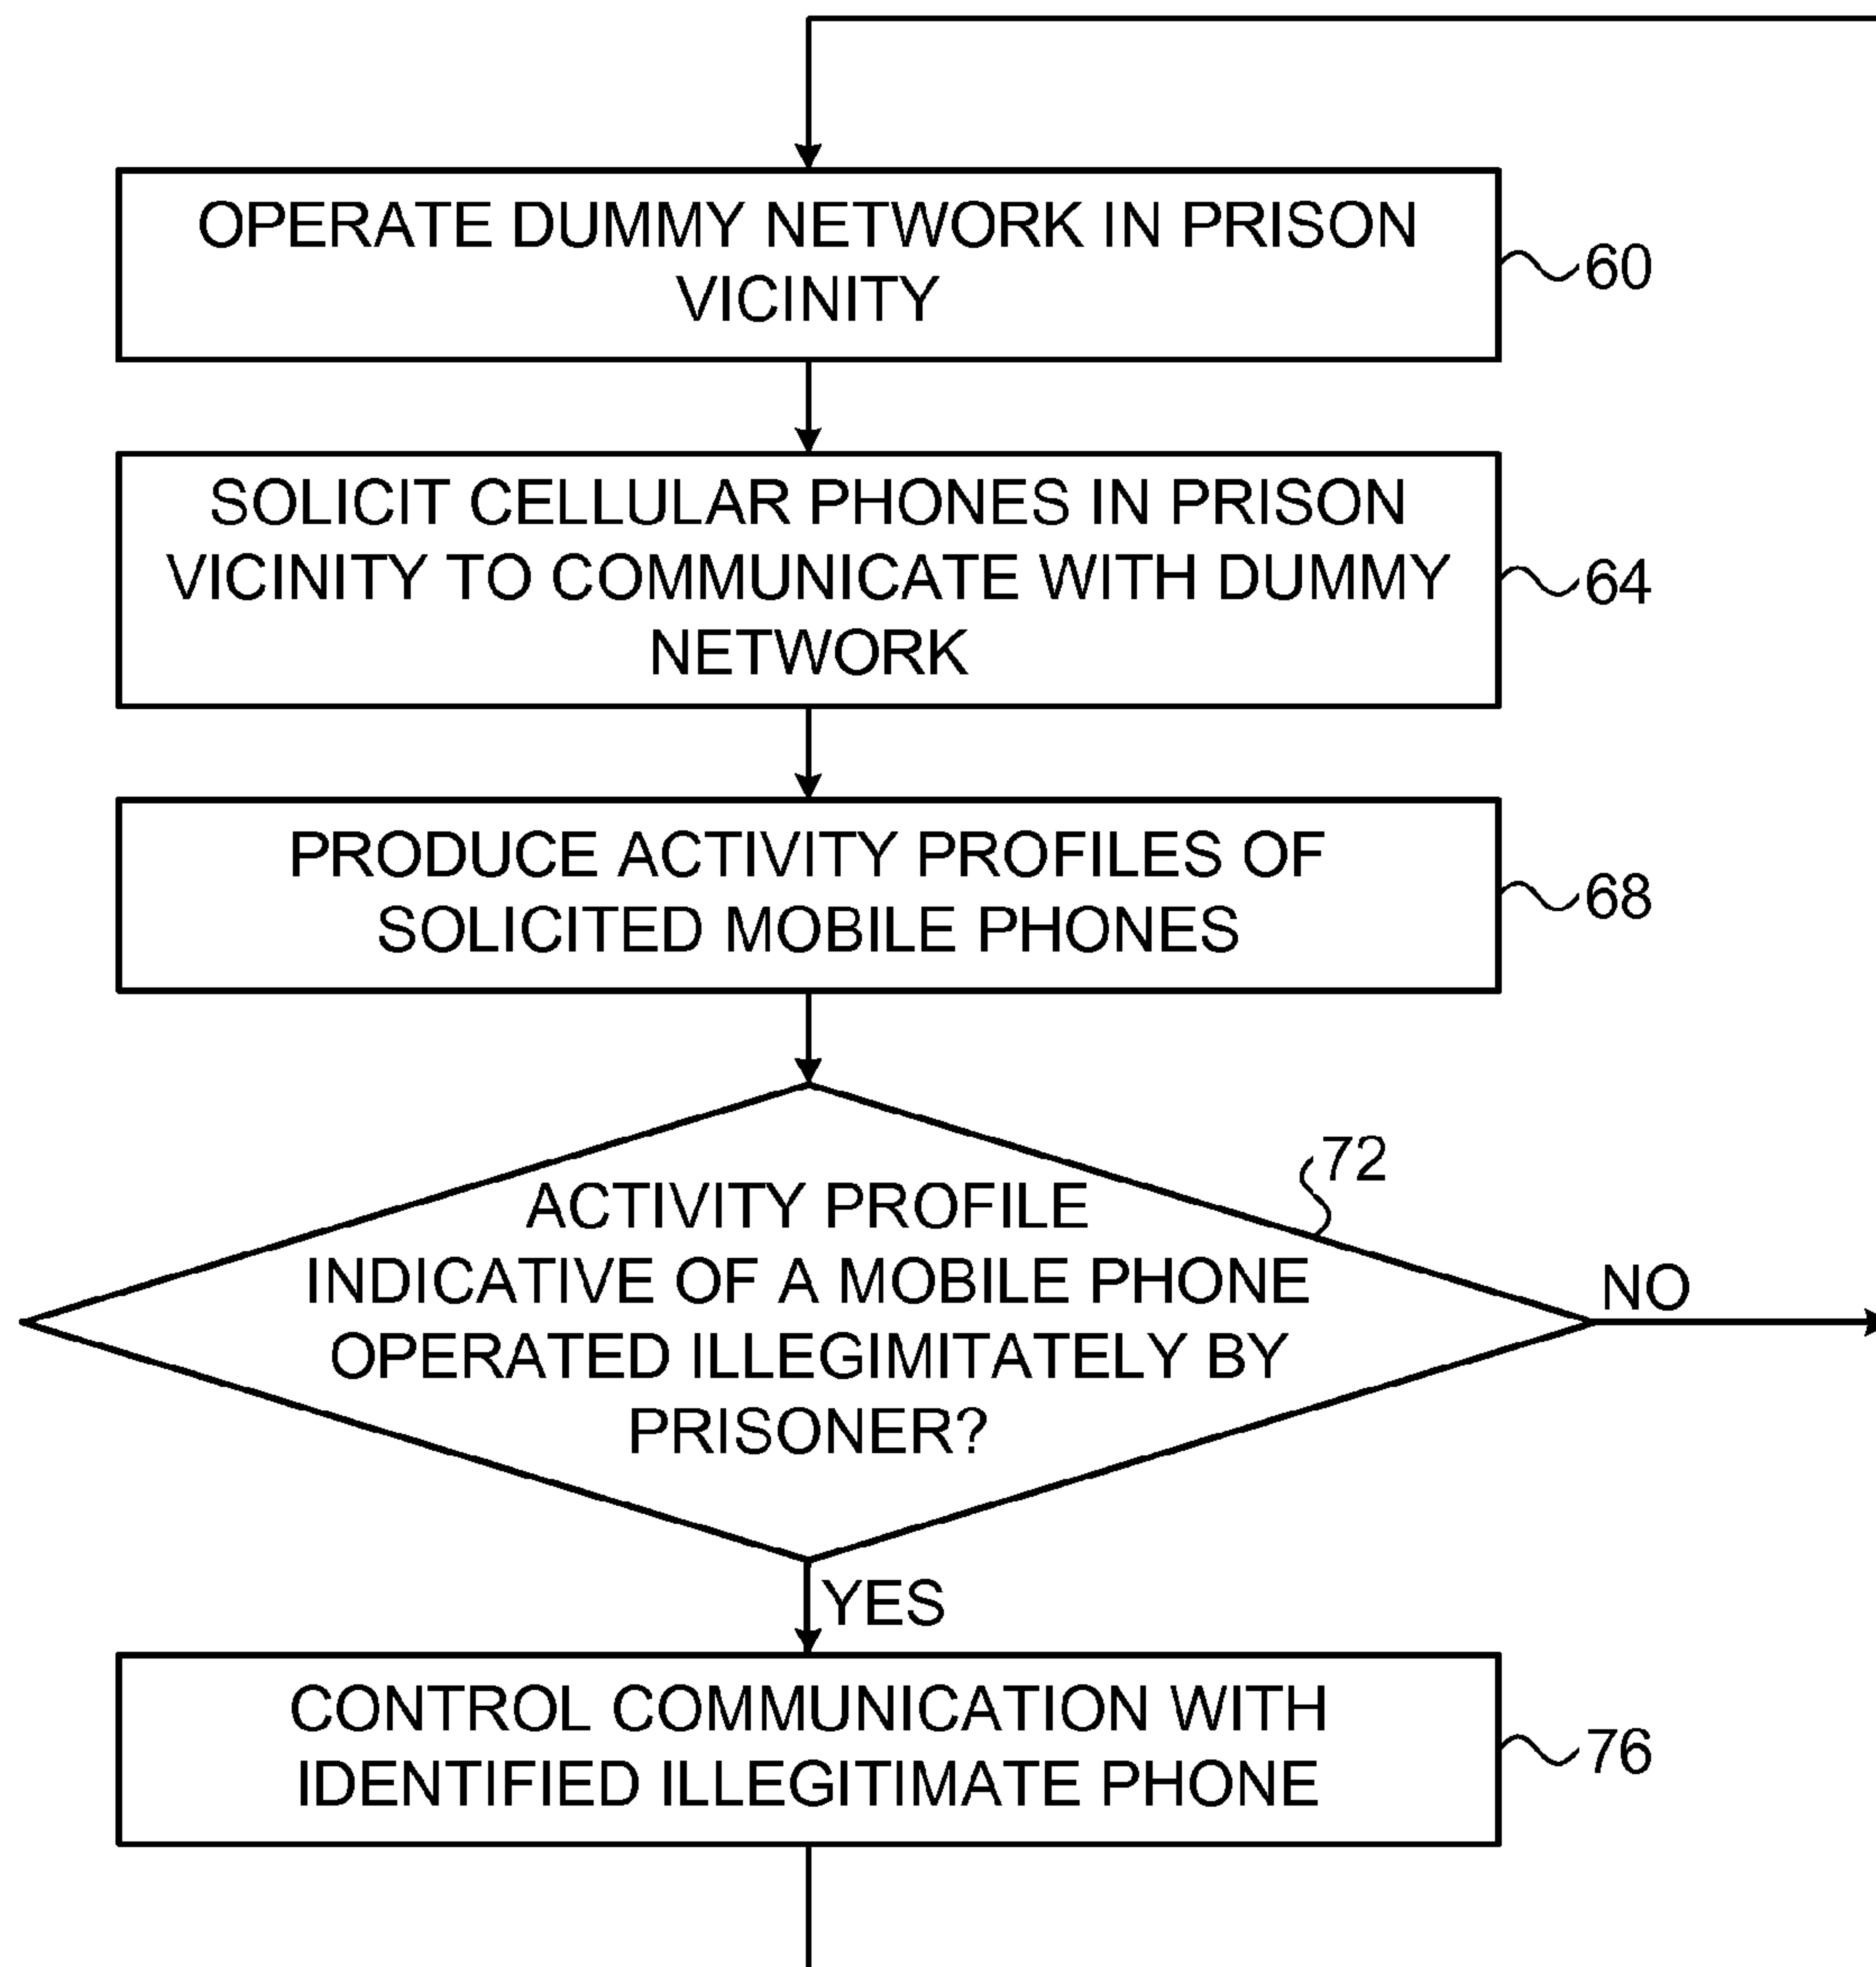 OPERATE DUMMY NETWORK IN PRISON
VICINITY
60
SOLICIT CELLULAR PHONES IN PRISON
VICINITY TO COMMUNICATE WITH DUMMY
NETWORK
64
PRODUCE ACTIVITY PROFILES OF
SOLICITED MOBILE PHONES
68
72
ACTIVITY PROFILE
INDICATIVE OF A MOBILE PHONE
OPERATED ILLEGIMITATELY BY
PRISONER?
NO
YES
CONTROL COMMUNICATION WITH
IDENTIFIED ILLEGITIMATE PHONE
76